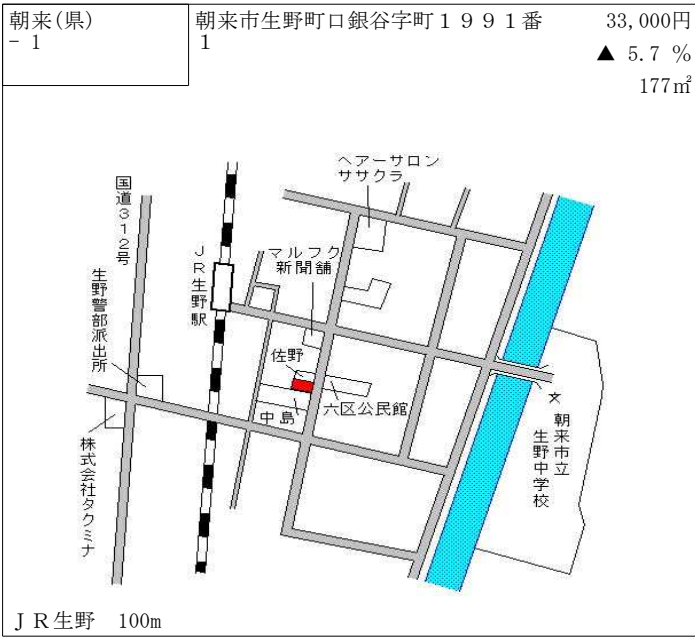 朝来(県)
- 1
朝来市生野町口銀谷字町１９９１番
1
33,000円
▲ 5.7 %
177㎡
ヘアーサロン
ササクラ
国道３１２号
ＪＲ生野駅
マルフク
新聞舗
生野警部派出所
佐野
中島
六区公民館
株式会社タクミナ
朝来市立
生野中学校
文
ＪＲ生野　100m